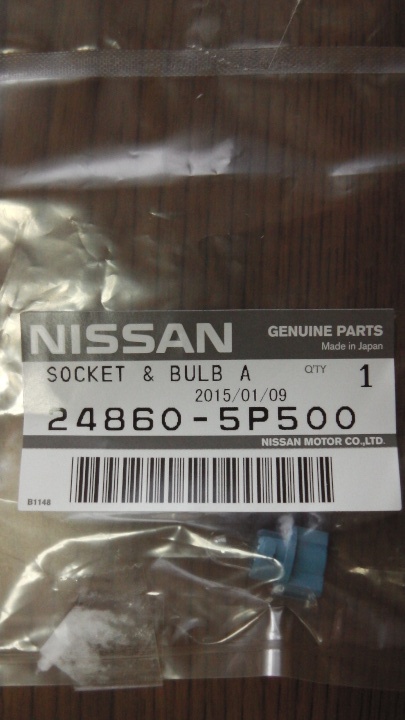 NISSAN
GENUINE PARTS
Made in Japan
SOCKET & BULB A
Q'TY 1
2015/01/09
24860-5P500
NISSAN MOTOR CO.,LTD.
B1148